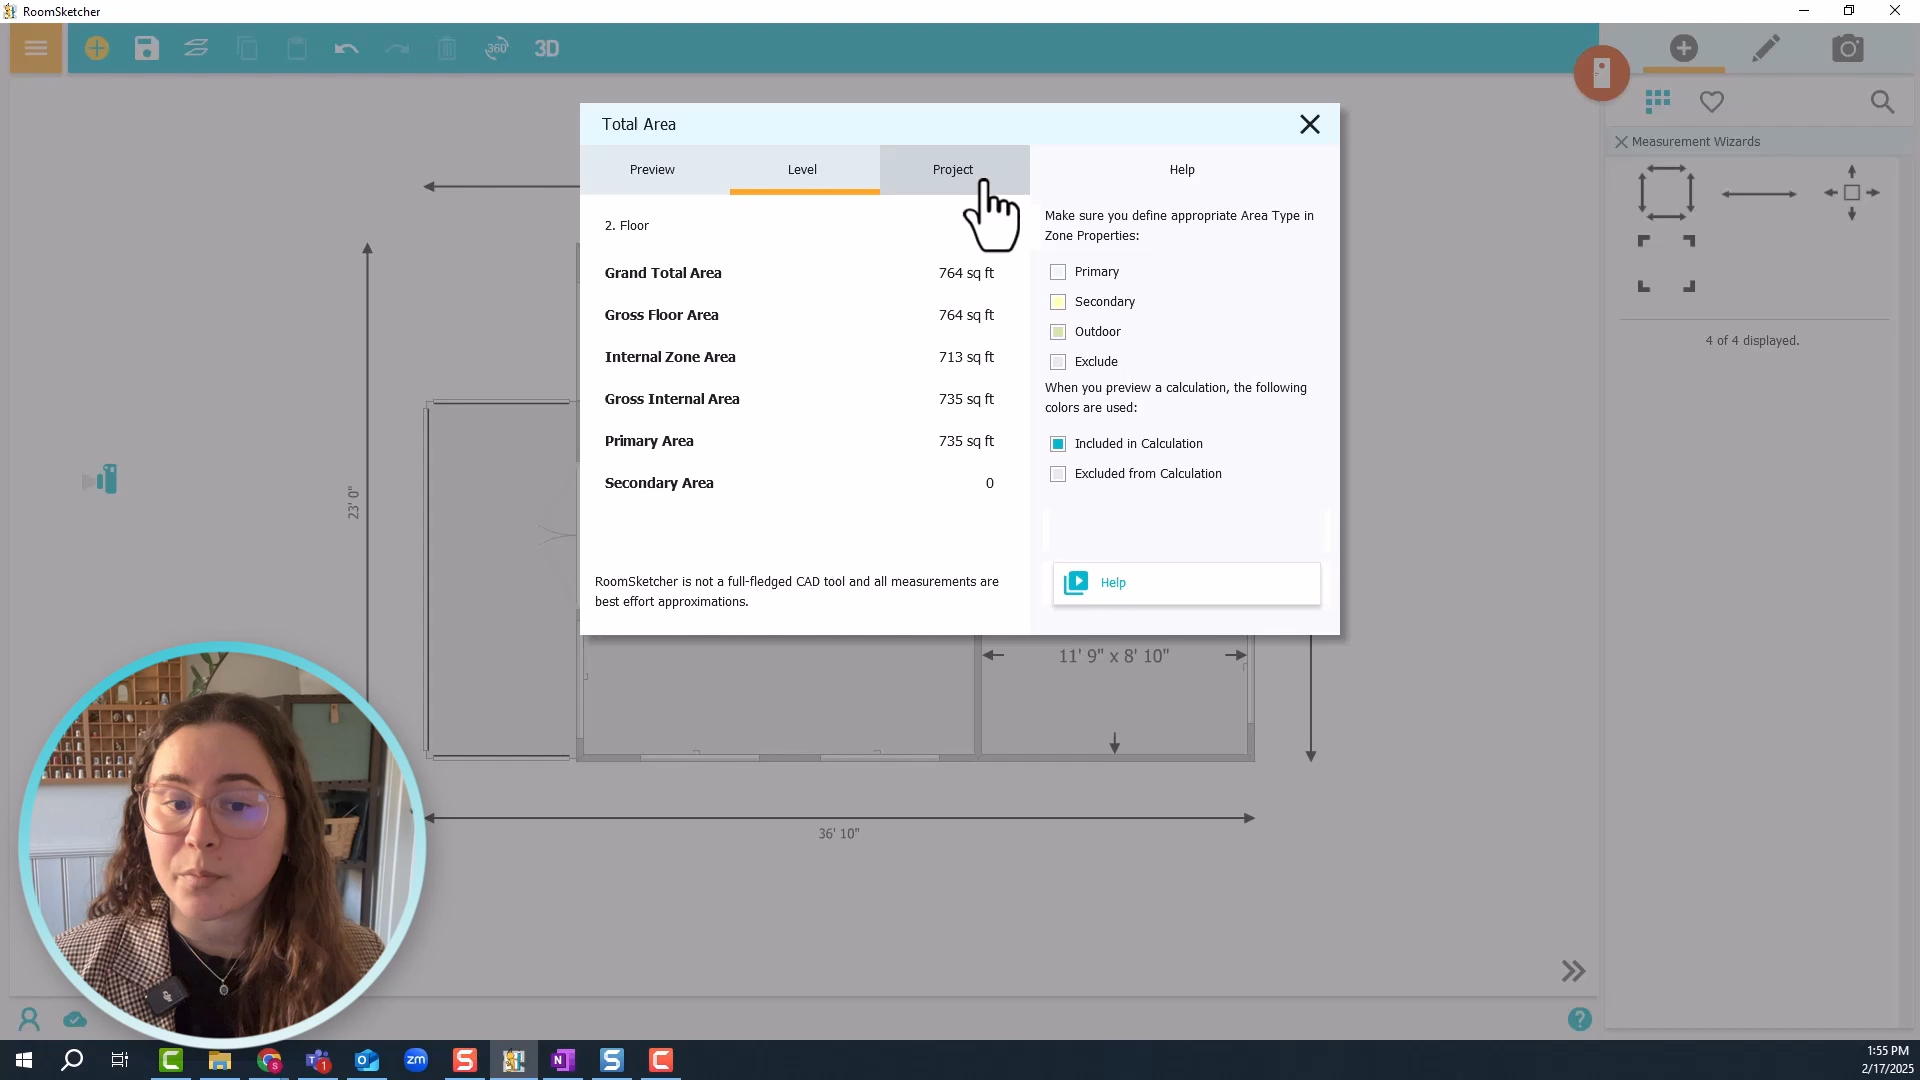 RoomSketcher
360
3D
Total Area
Preview
Level
Project
Help
2. Floor
Grand Total Area 764 sq ft
Gross Floor Area 764 sq ft
Internal Zone Area 713 sq ft
Gross Internal Area 735 sq ft
Primary Area 735 sq ft
Secondary Area 0
RoomSketcher is not a full-fledged CAD tool and all measurements are
best effort approximations.
Make sure you define appropriate Area Type in
Zone Properties:
Primary
Secondary
Outdoor
Exclude
When you preview a calculation, the following
colors are used:
Included in Calculation
Excluded from Calculation
Help
Measurement Wizards
4 of 4 displayed.
23' 0"
11' 9" x 8' 10"
36' 10"
1:55 PM
2/17/2025